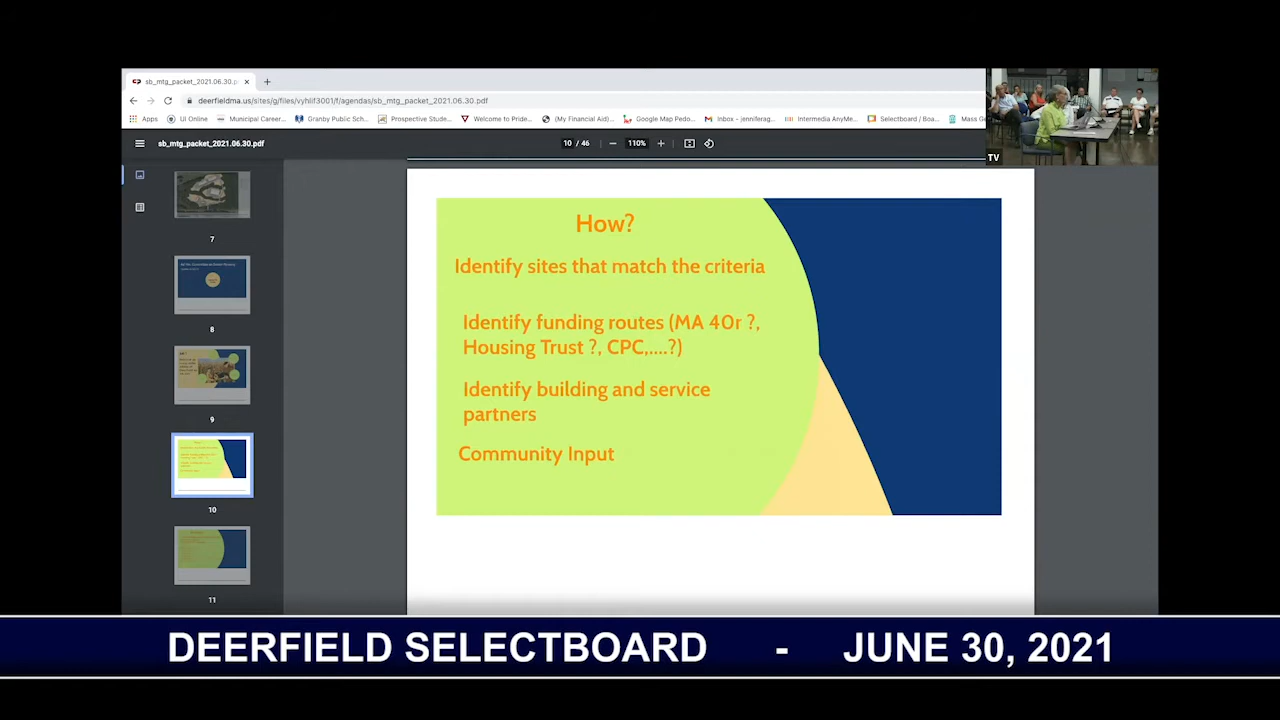 sb_mtg_packet_2021.06.30.p
deerfieldma.us/sites/g/files/vyhlif3001/f/agendas/sb_mtg_packet_2021.06.30.pdf
Apps UI Online Municipal Career... Granby Public Sch... Prospective Stude... Welcome to Pride... (My Financial Aid)... Google Map Pedo... Inbox - jenniferag... Intermedia AnyMe... Selectboard / Boa... Mass G
sb_mtg_packet_2021.06.30.pdf
10 / 46
110%
TV
7
8
9
10
11
How?
Identify sites that match the criteria
Identify funding routes (MA 40r ?,
Housing Trust ?, CPC,....?)
Identify building and service
partners
Community Input
DEERFIELD SELECTBOARD - JUNE 30, 2021